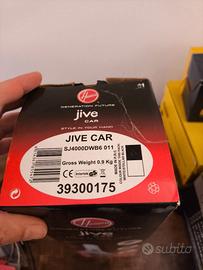 Hoover
GENERATION FUTURE
jive
CAR
STYLE IN YOUR HAND
JIVE CAR
SJ4000DWB6 011
Gross Weight 0.9 Kg
39300175
subito